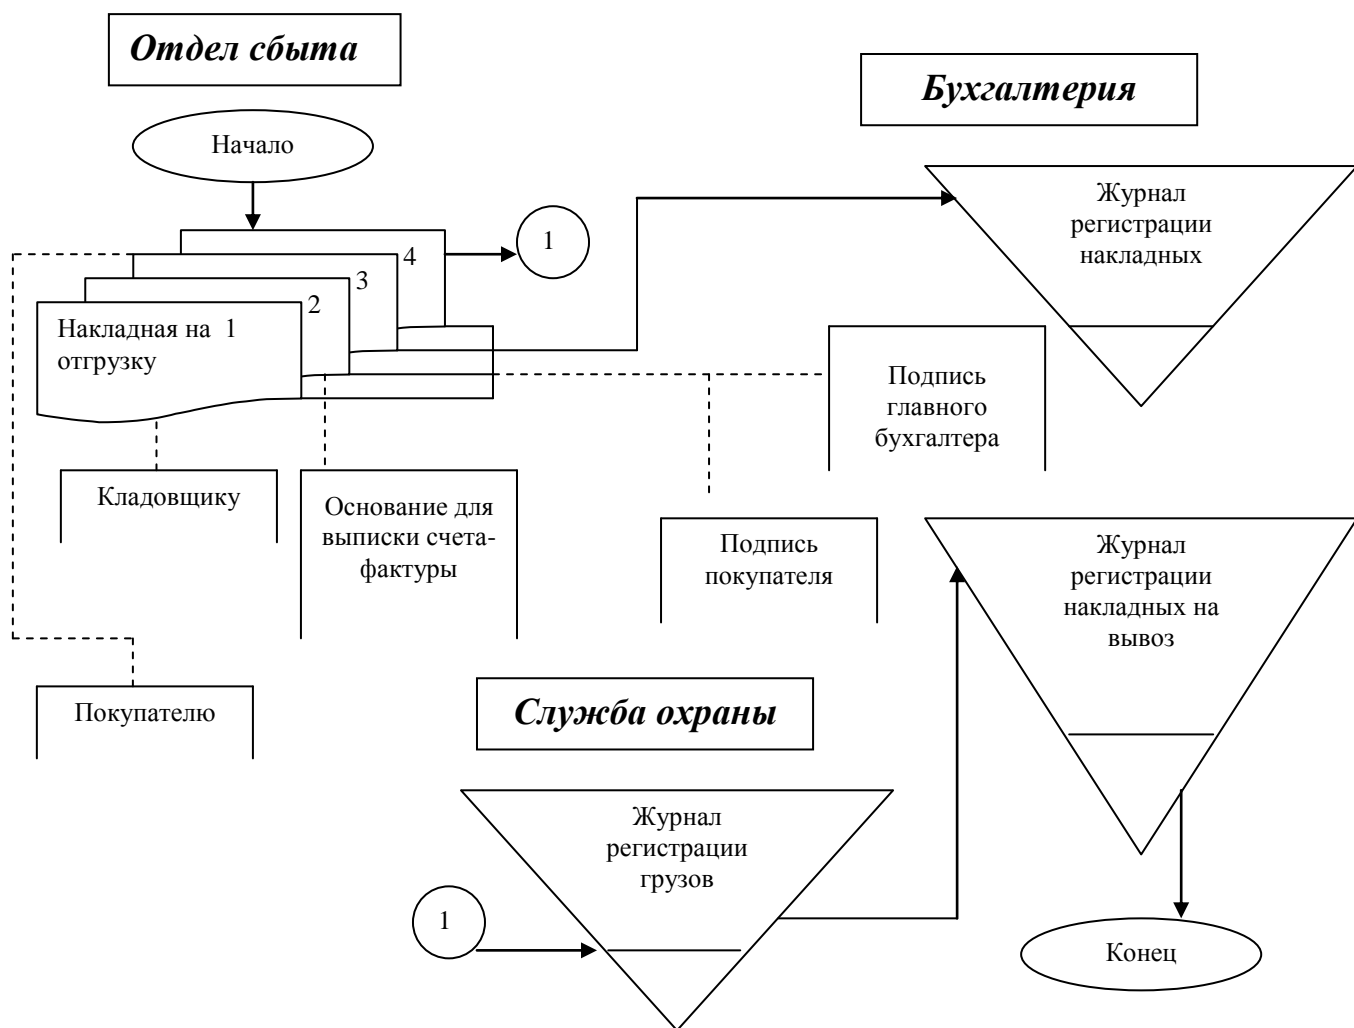 Отдел сбыта
Бухгалтерия
Начало
Журнал
регистрации
накладных
1
4
3
2
Накладная на 1
отгрузку
Подпись
главного
бухгалтера
Кладовщику
Основание для
выписки счета-
фактуры
Подпись
покупателя
Журнал
регистрации
накладных на
вывоз
Покупателю
Служба охраны
Журнал
регистрации
грузов
1
Конец